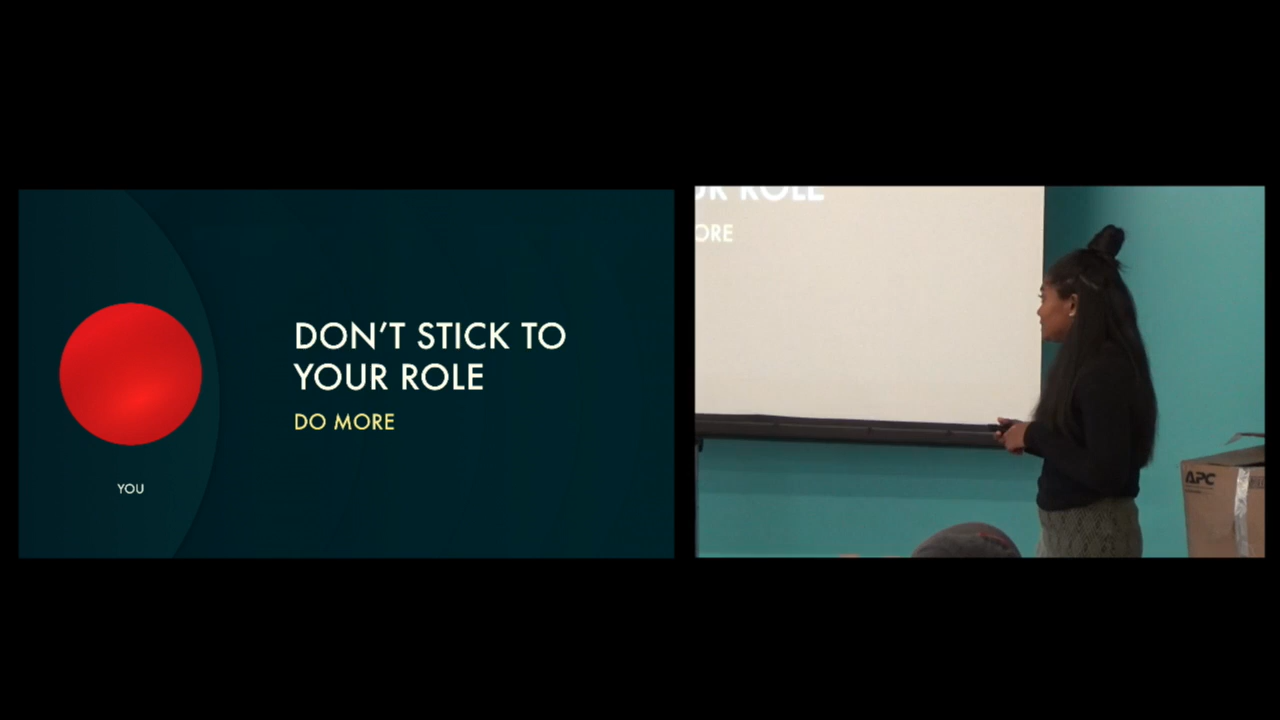 DON'T STICK TO
YOUR ROLE
DO MORE
YOU
UR ROLE
ORE
APC